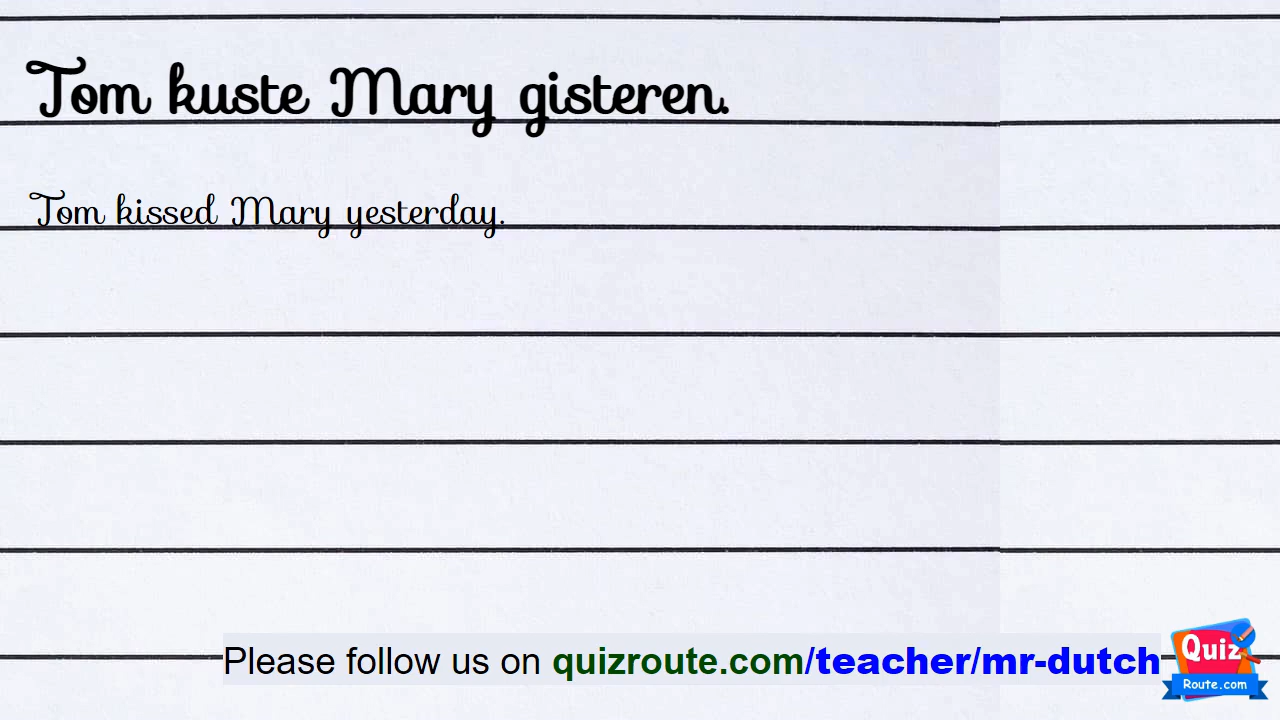 Tom kuste Mary gisteren.
Tom kissed Mary yesterday.
Please follow us on quizroute.com/teacher/mr-dutch
Quiz
Route.com